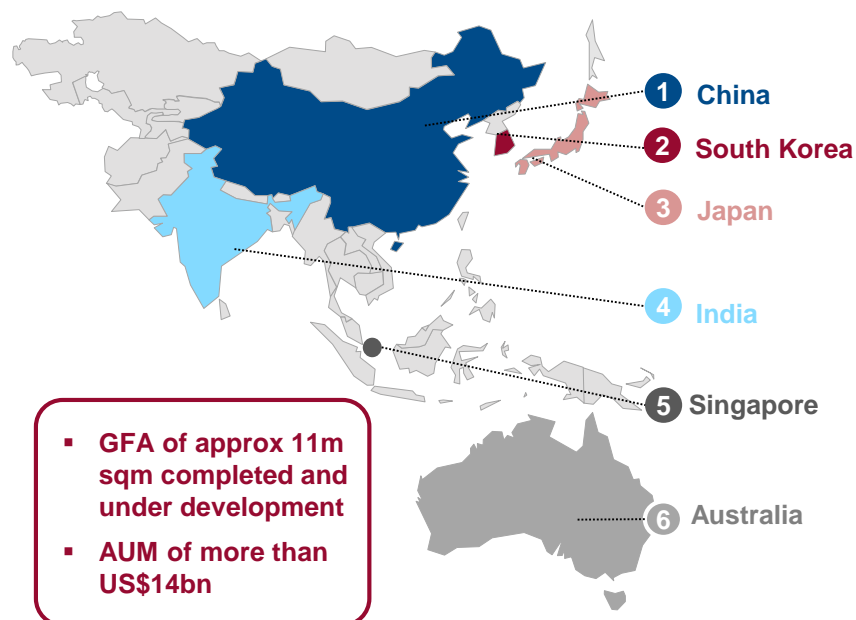 1 China
2 South Korea
3 Japan
4 India
5 Singapore
6 Australia
▪ GFA of approx 11m
sqm completed and
under development
▪ AUM of more than
US$14bn